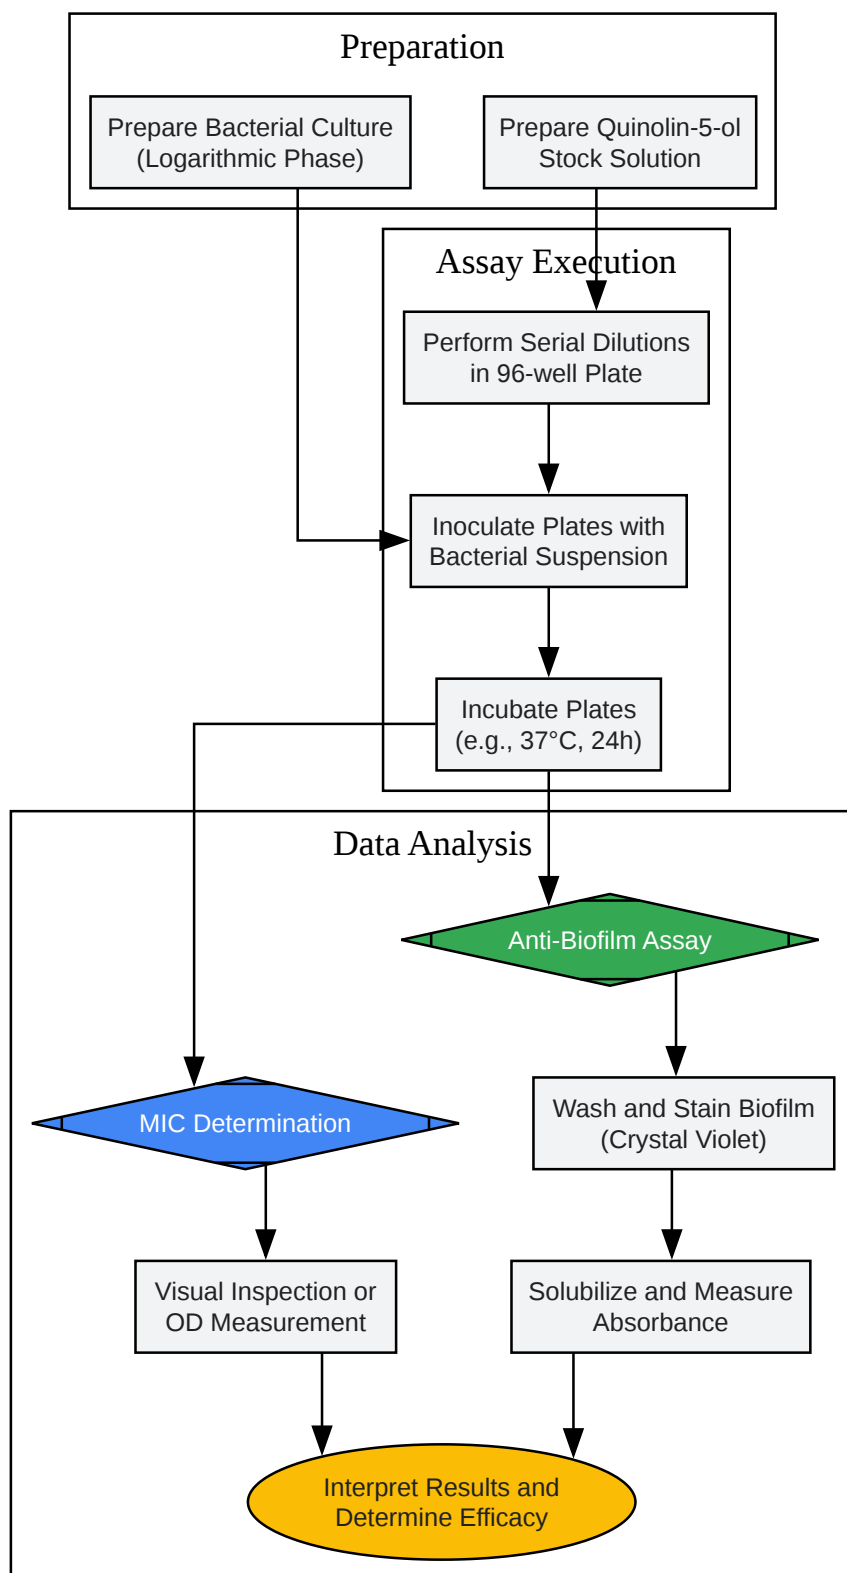 Preparation
Prepare Bacterial Culture
(Logarithmic Phase)
Prepare Quinolin-5-ol
Stock Solution
Assay Execution
Perform Serial Dilutions
in 96-well Plate
Inoculate Plates with
Bacterial Suspension
Incubate Plates
(e.g., 37°C, 24h)
Data Analysis
Anti-Biofilm Assay
MIC Determination
Wash and Stain Biofilm
(Crystal Violet)
Visual Inspection or
OD Measurement
Solubilize and Measure
Absorbance
Interpret Results and
Determine Efficacy